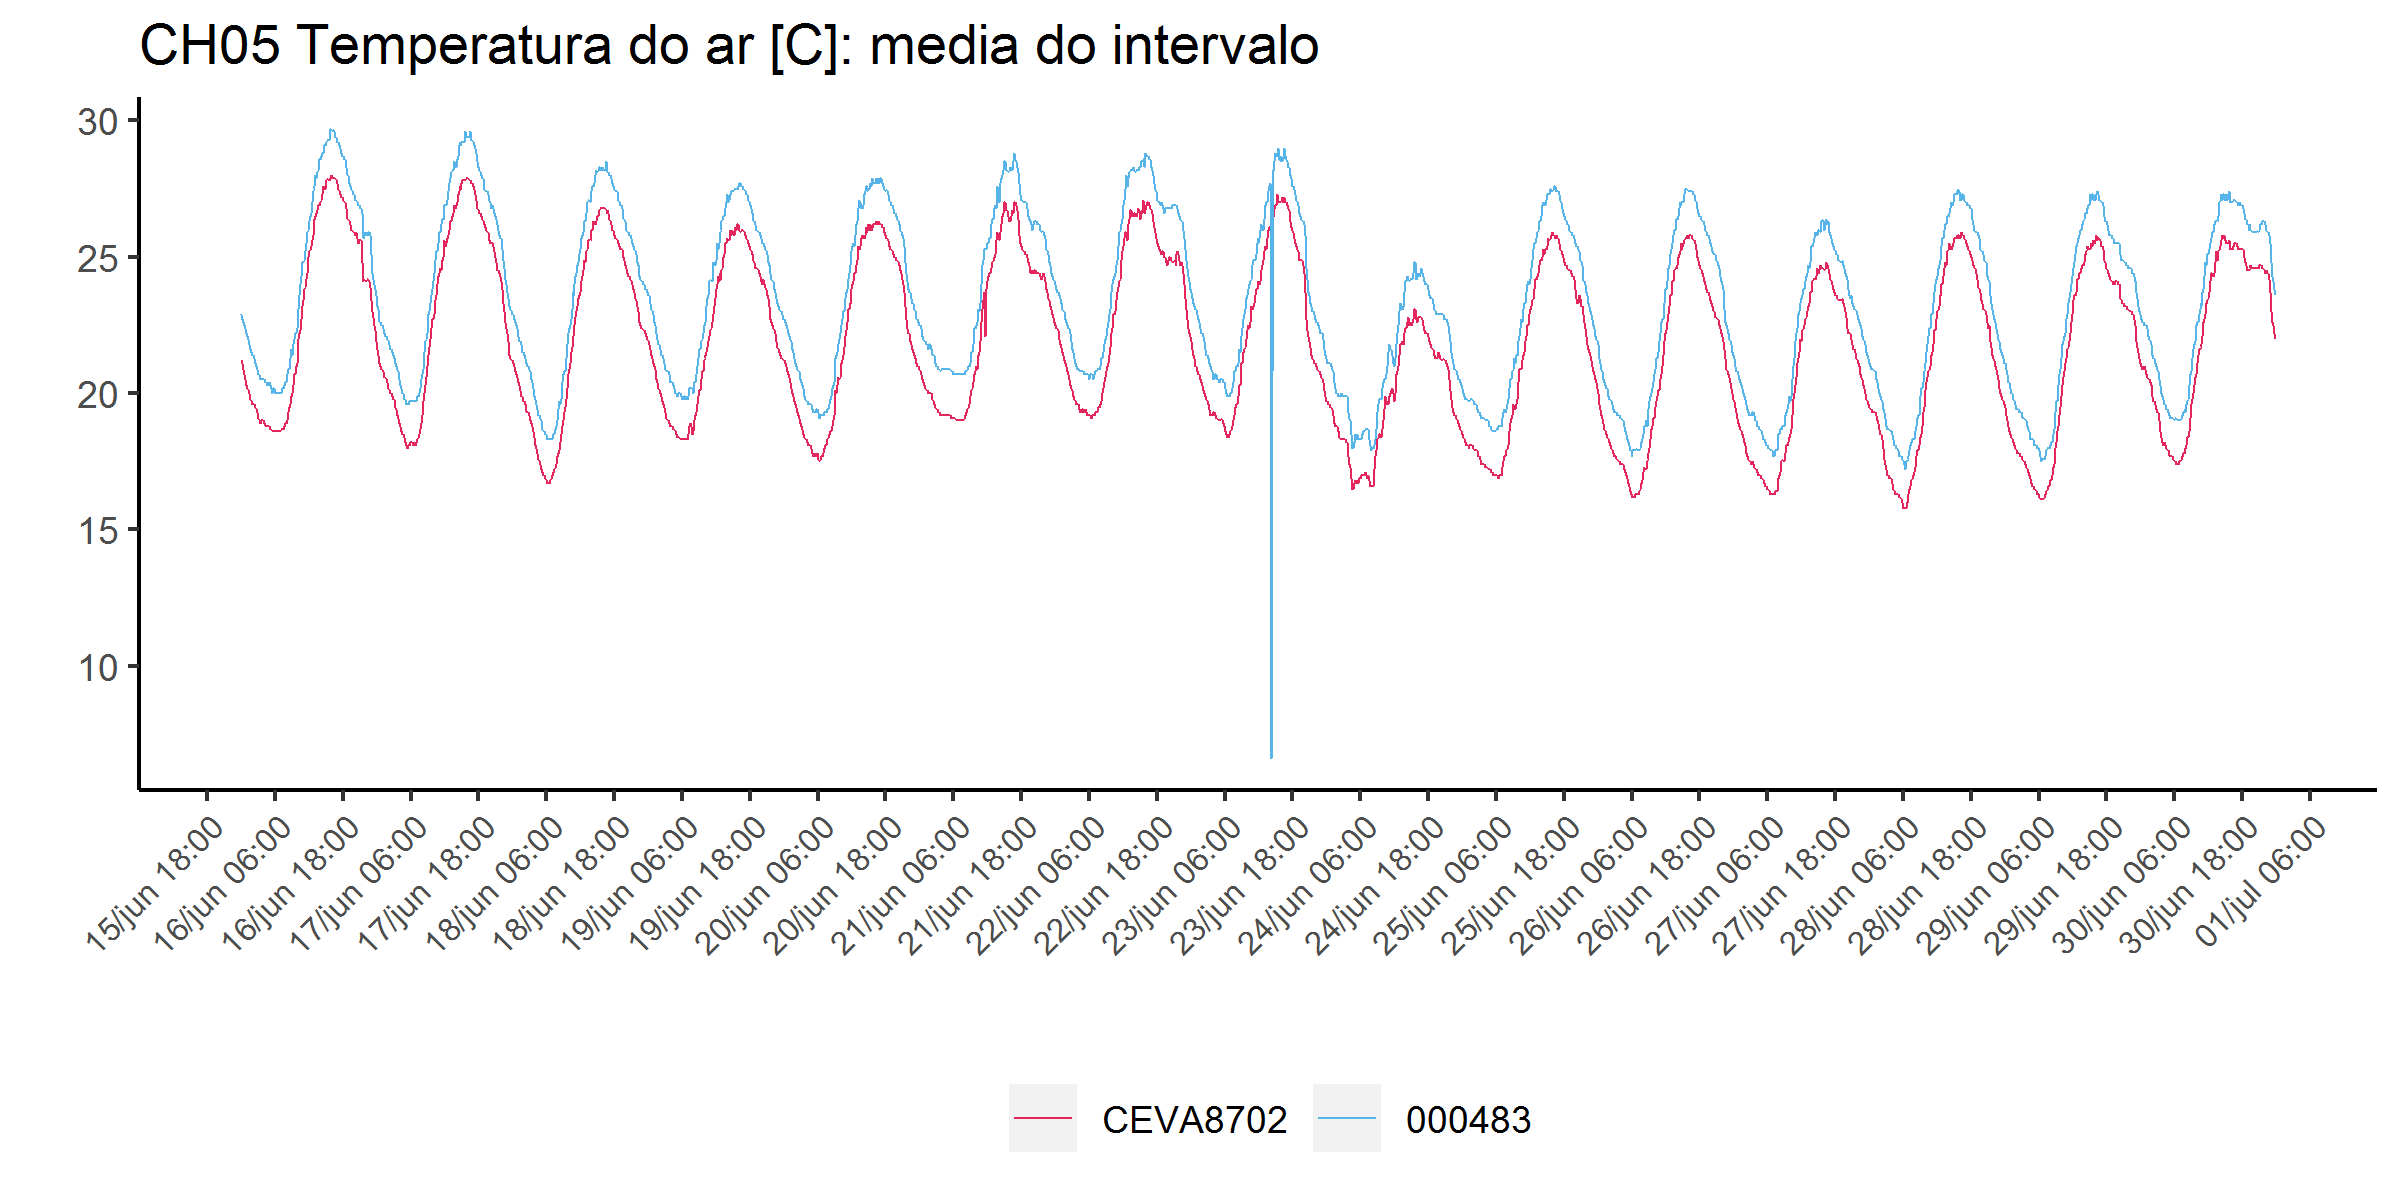 CH05 Temperatura do ar [C]: media do intervalo
30
25
20
15
10
15/jun 18:00
16/jun 06:00
16/jun 18:00
17/jun 06:00
17/jun 18:00
18/jun 06:00
18/jun 18:00
19/jun 06:00
19/jun 18:00
20/jun 06:00
20/jun 18:00
21/jun 06:00
21/jun 18:00
22/jun 06:00
22/jun 18:00
23/jun 06:00
23/jun 18:00
24/jun 06:00
24/jun 18:00
25/jun 06:00
25/jun 18:00
26/jun 06:00
26/jun 18:00
27/jun 06:00
27/jun 18:00
28/jun 06:00
28/jun 18:00
29/jun 06:00
29/jun 18:00
30/jun 06:00
30/jun 18:00
01/jul 06:00
CEVA8702
000483